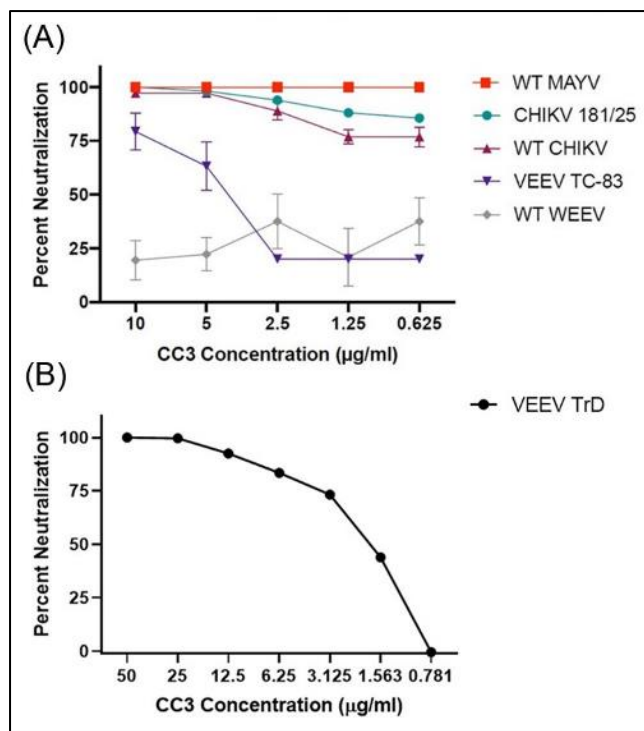 (A)
Percent Neutralization
100
75
50
25
0
10 5 2.5 1.25 0.625
CC3 Concentration (µg/ml)
WT MAYV
CHIKV 181/25
WT CHIKV
VEEV TC-83
WT WEEV
(B)
Percent Neutralization
100
75
50
25
0
50 25 12.5 6.25 3.125 1.563 0.781
CC3 Concentration (µg/ml)
VEEV TrD